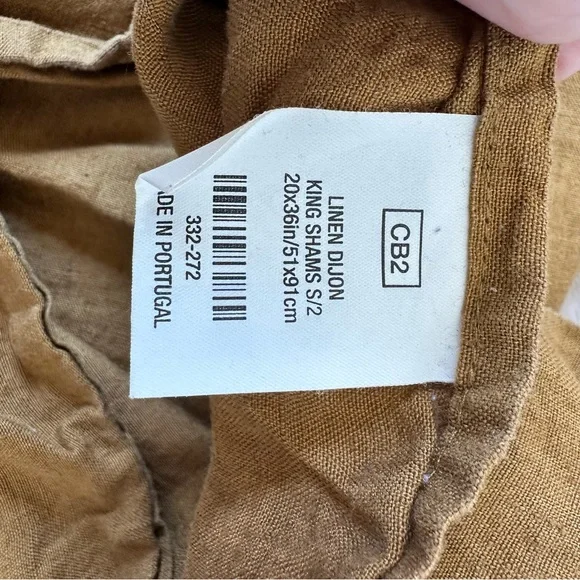 CB2
LINEN DIJON
KING SHAMS S/2
20x36in/51x91cm
332-272
DE IN PORTUGAL